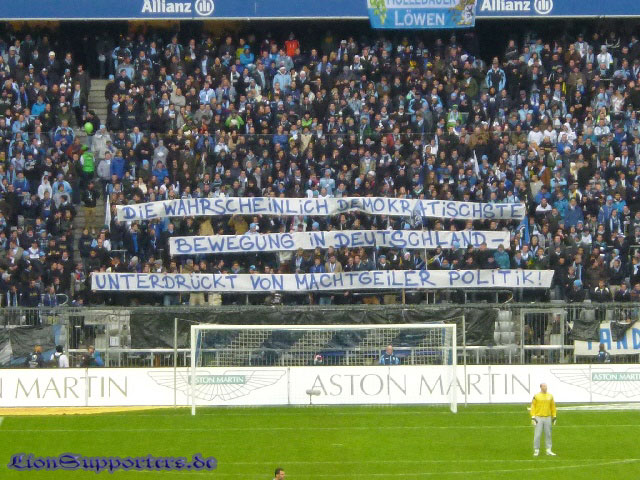 Allianz
HOLLEDAUER
LÖWEN
Allianz
DIE WAHRSCHEINLICH DEMOKRATISCHSTE
BEWEGUNG IN DEUTSCHLAND -
UNTERDRÜCKT VON MACHTGEILER POLITIK!
MARTIN
ASTON MARTIN
ASTON MARTIN
ASTON MARTIN
LionSupporters.de